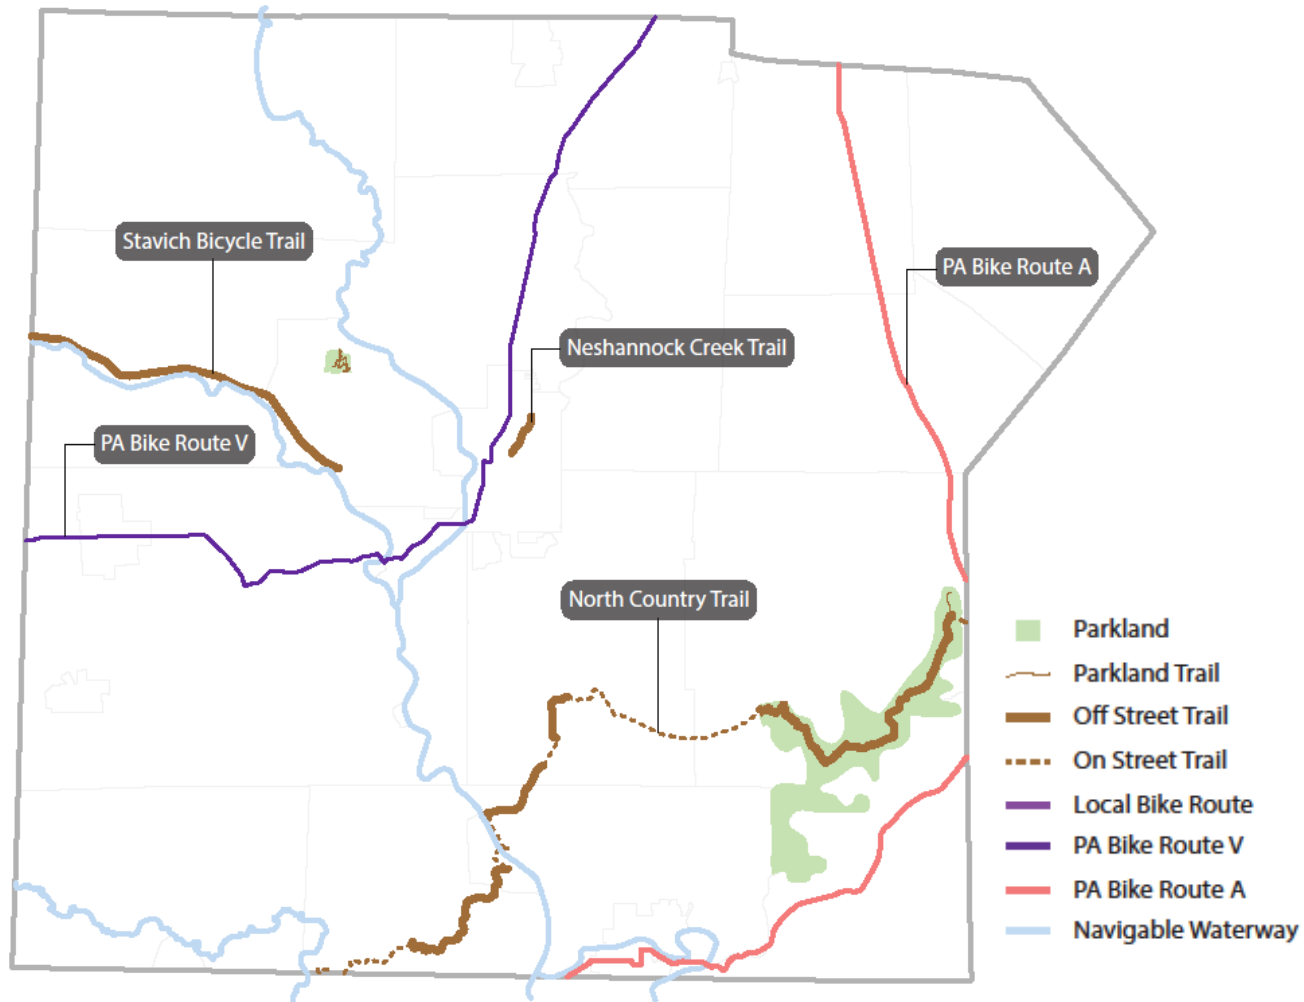 Stavich Bicycle Trail
PA Bike Route A
Neshannock Creek Trail
PA Bike Route V
North Country Trail
Parkland
Parkland Trail
Off Street Trail
On Street Trail
Local Bike Route
PA Bike Route V
PA Bike Route A
Navigable Waterway